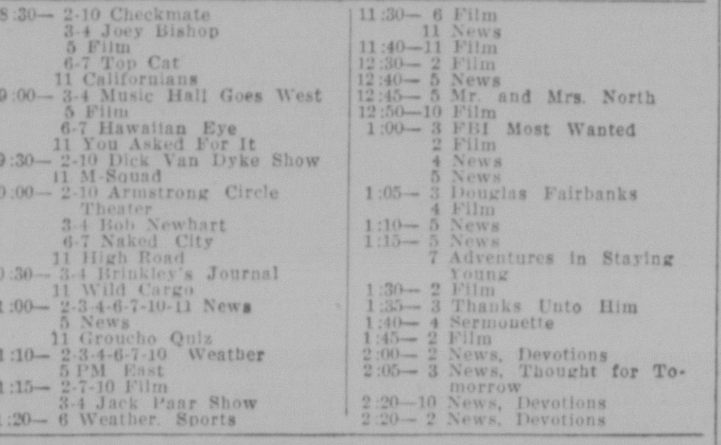 8:30— 2-10 Checkmate
3-4 Joey Bishop
5 Film
6-7 Top Cat
11 Californians
9:00— 3-4 Music Hall Goes West
5 Film
6-7 Hawaiian Eye
11 You Asked For It
9:30— 2-10 Dick Van Dyke Show
11 M-Squad
0:00— 2-10 Armstrong Circle
Theater
3-4 Bob Newhart
6-7 Naked City
11 High Road
0:30— 3-4 Brinkley's Journal
11 Wild Cargo
1:00— 2-3-4-6-7-10-11 News
5 News
11 Groucho Quiz
1:10— 2-3-4-6-7-10 Weather
5 PM East
1:15— 2-7-10 Film
3-4 Jack Paar Show
1:20— 6 Weather. Sports
11:30— 6 Film
11 News
11:40—11 Film
12:30— 2 Film
12:40— 5 News
12:45— 5 Mr. and Mrs. North
12:50—10 Film
1:00— 3 FBI Most Wanted
2 Film
4 News
5 News
1:05— 3 Douglas Fairbanks
4 Film
1:10— 5 News
1:15— 5 News
7 Adventures in Staying
Young
1:30— 2 Film
1:35— 3 Thanks Unto Him
1:40— 4 Sermonette
1:45— 2 Film
2:00— 2 News, Devotions
2:05— 3 News, Thought for To-
morrow
2:20—10 News, Devotions
2:20— 2 News, Devotions